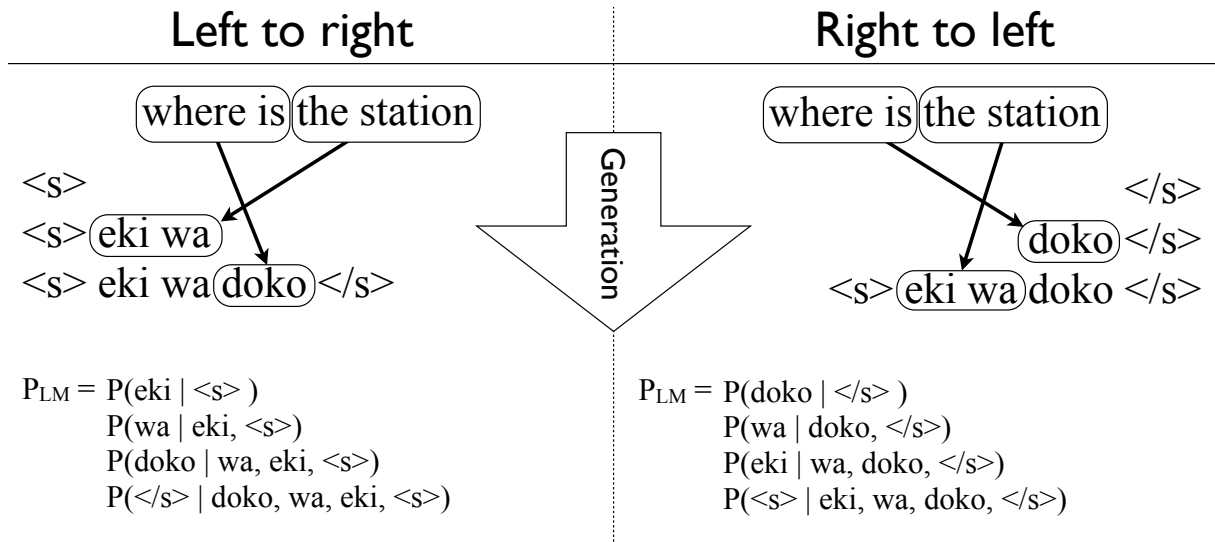 Left to right
where is the station
<s>
<s> eki wa
<s> eki wa doko </s>
P_LM = P(eki | <s> )
P(wa | eki, <s>)
P(doko | wa, eki, <s>)
P(</s> | doko, wa, eki, <s>)
Generation
Right to left
where is the station
</s>
doko </s>
<s> eki wa doko </s>
P_LM = P(doko | </s> )
P(wa | doko, </s>)
P(eki | wa, doko, </s>)
P(<s> | eki, wa, doko, </s>)